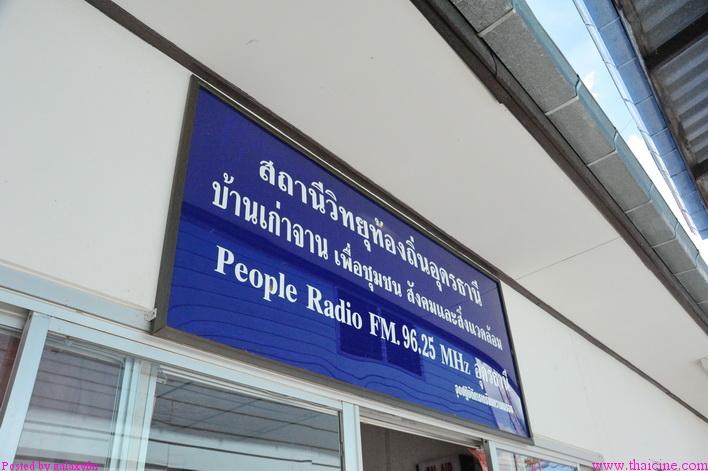 สถานีวิทยุท้องถิ่นอุดรธานี
บ้านเก่าจาน เพื่อชุมชน สังคมและสิ่งแวดล้อม
People Radio FM. 96.25 MHz อุดรธานี
Posted by
www.thaicine.com